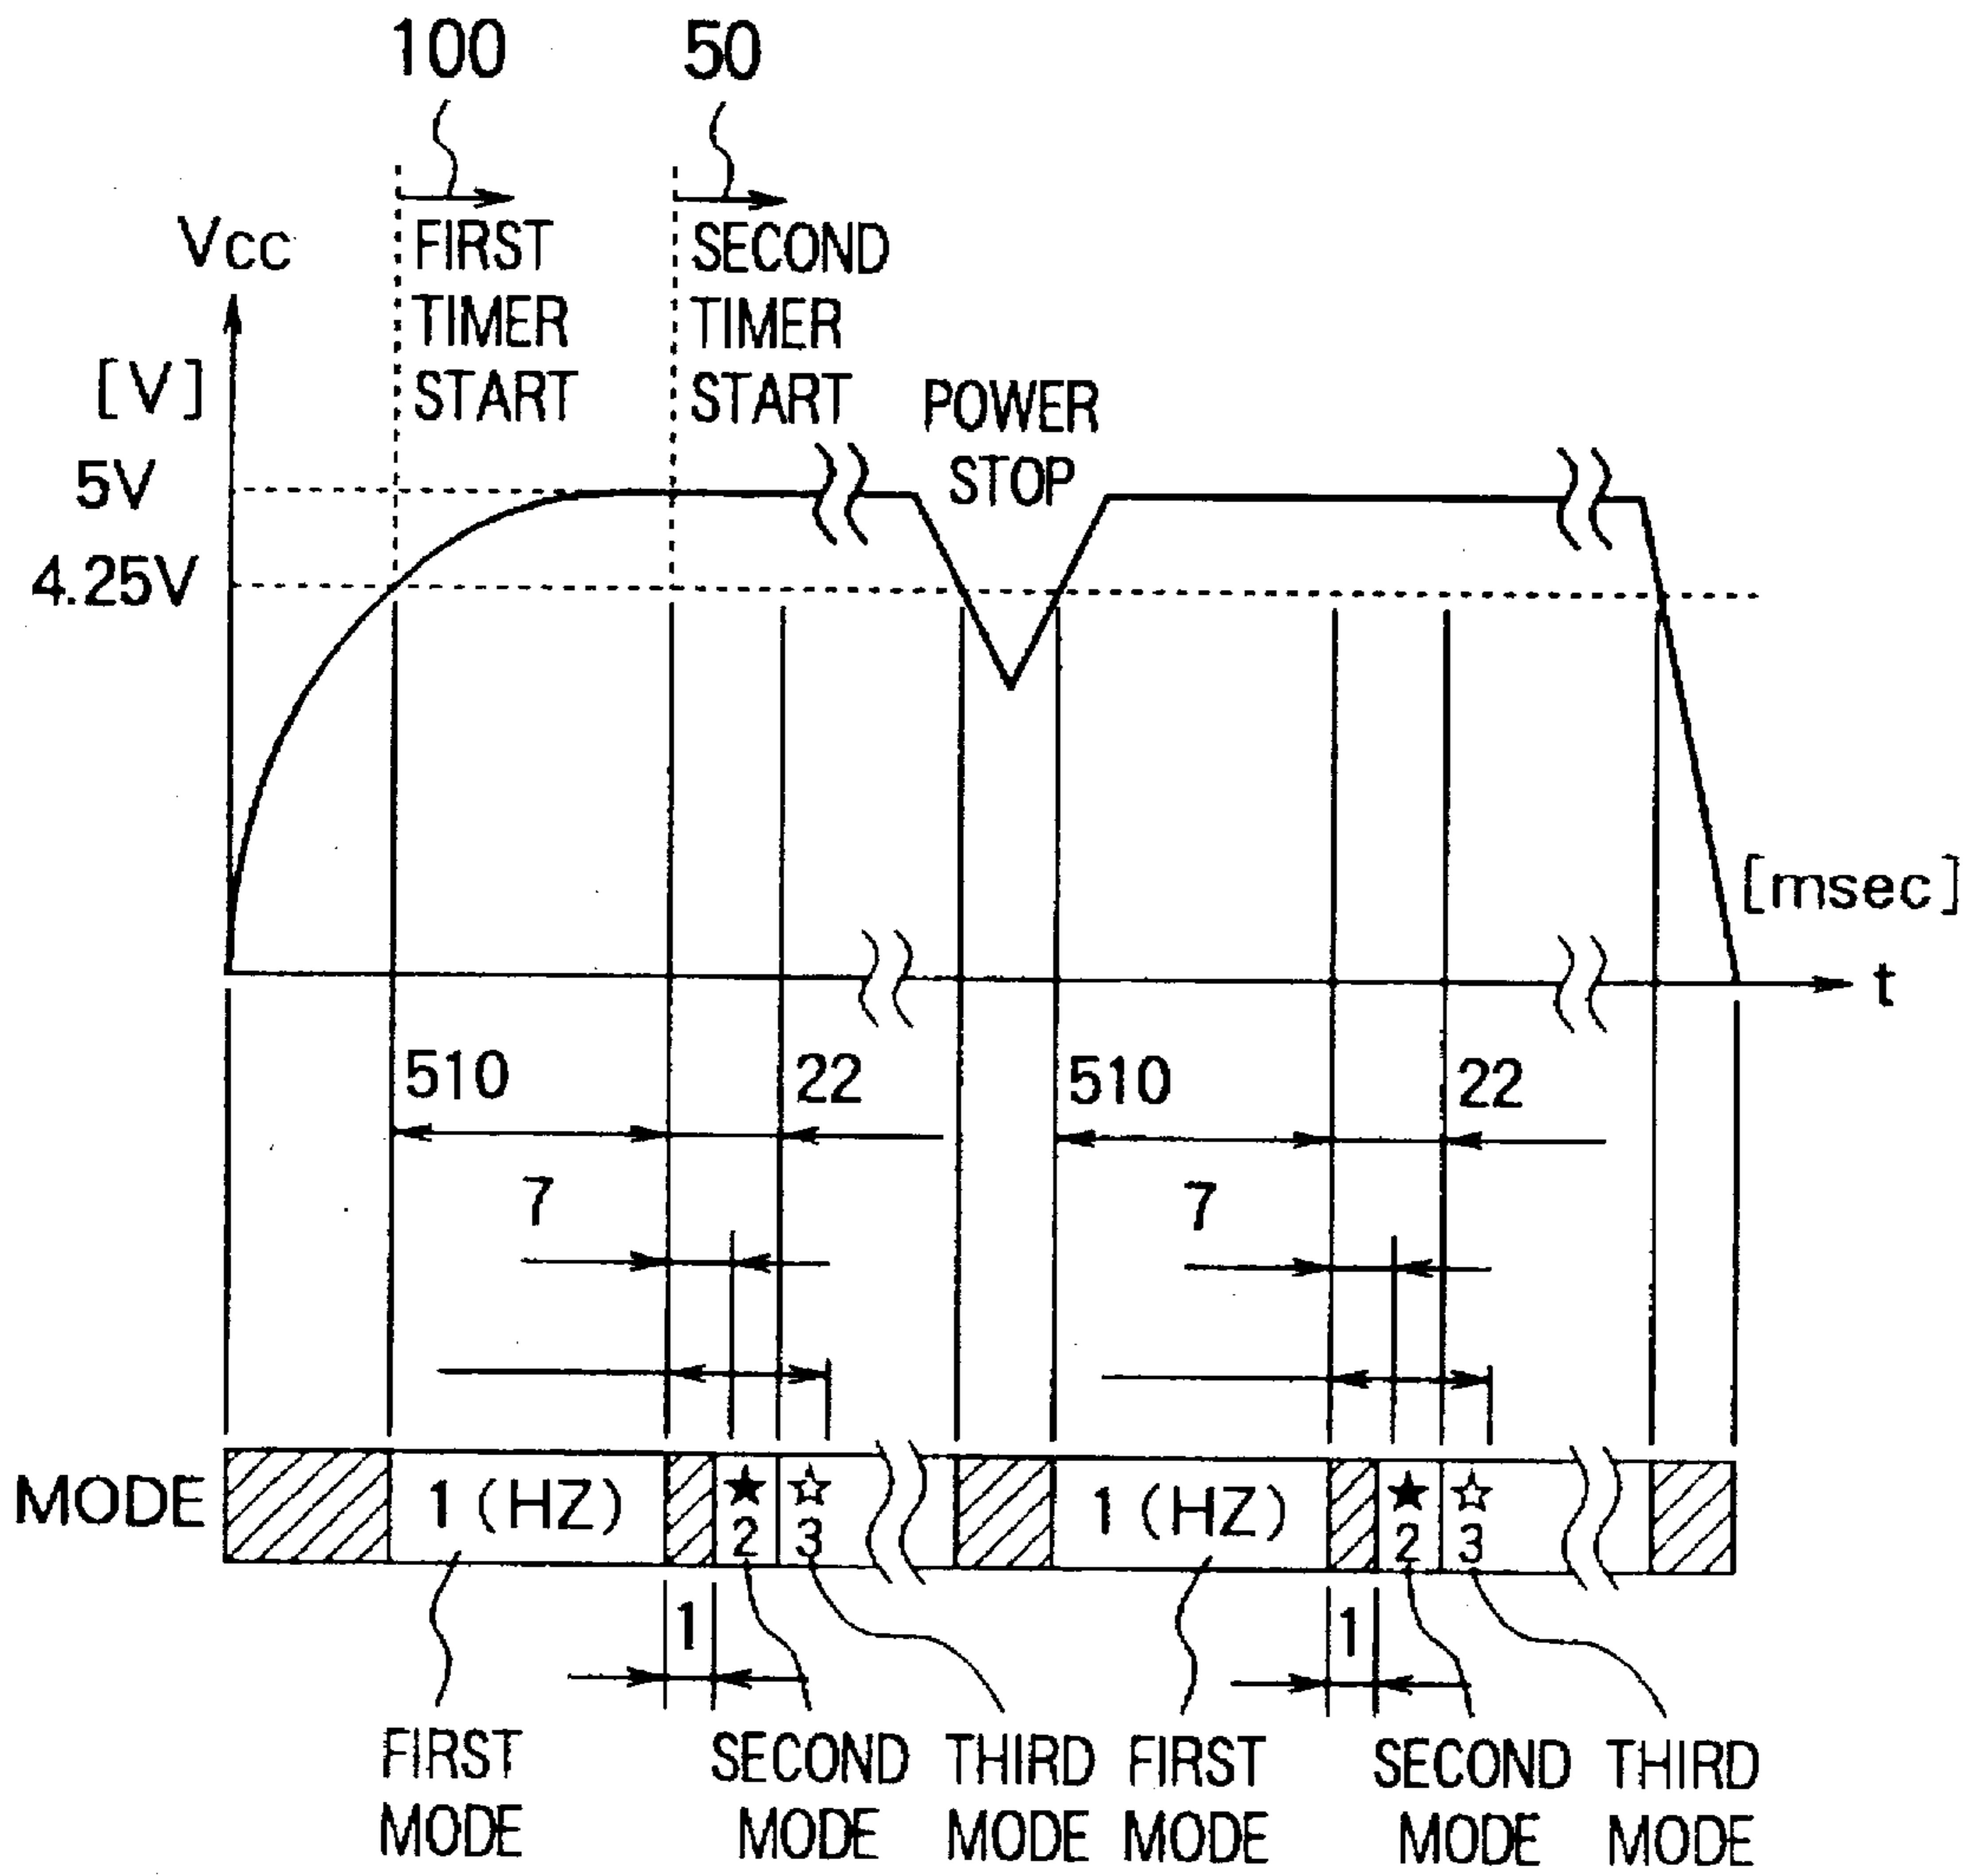 100
50
Vcc
[V]
FIRST
TIMER
START
SECOND
TIMER
START
POWER
STOP
5V
4.25V
[msec]
t
510
22
510
22
7
7
MODE
1 (HZ)
★
2
☆
3
1 (HZ)
★
2
☆
3
1
1
FIRST
MODE
SECOND
MODE
THIRD
MODE
FIRST
MODE
SECOND
MODE
THIRD
MODE